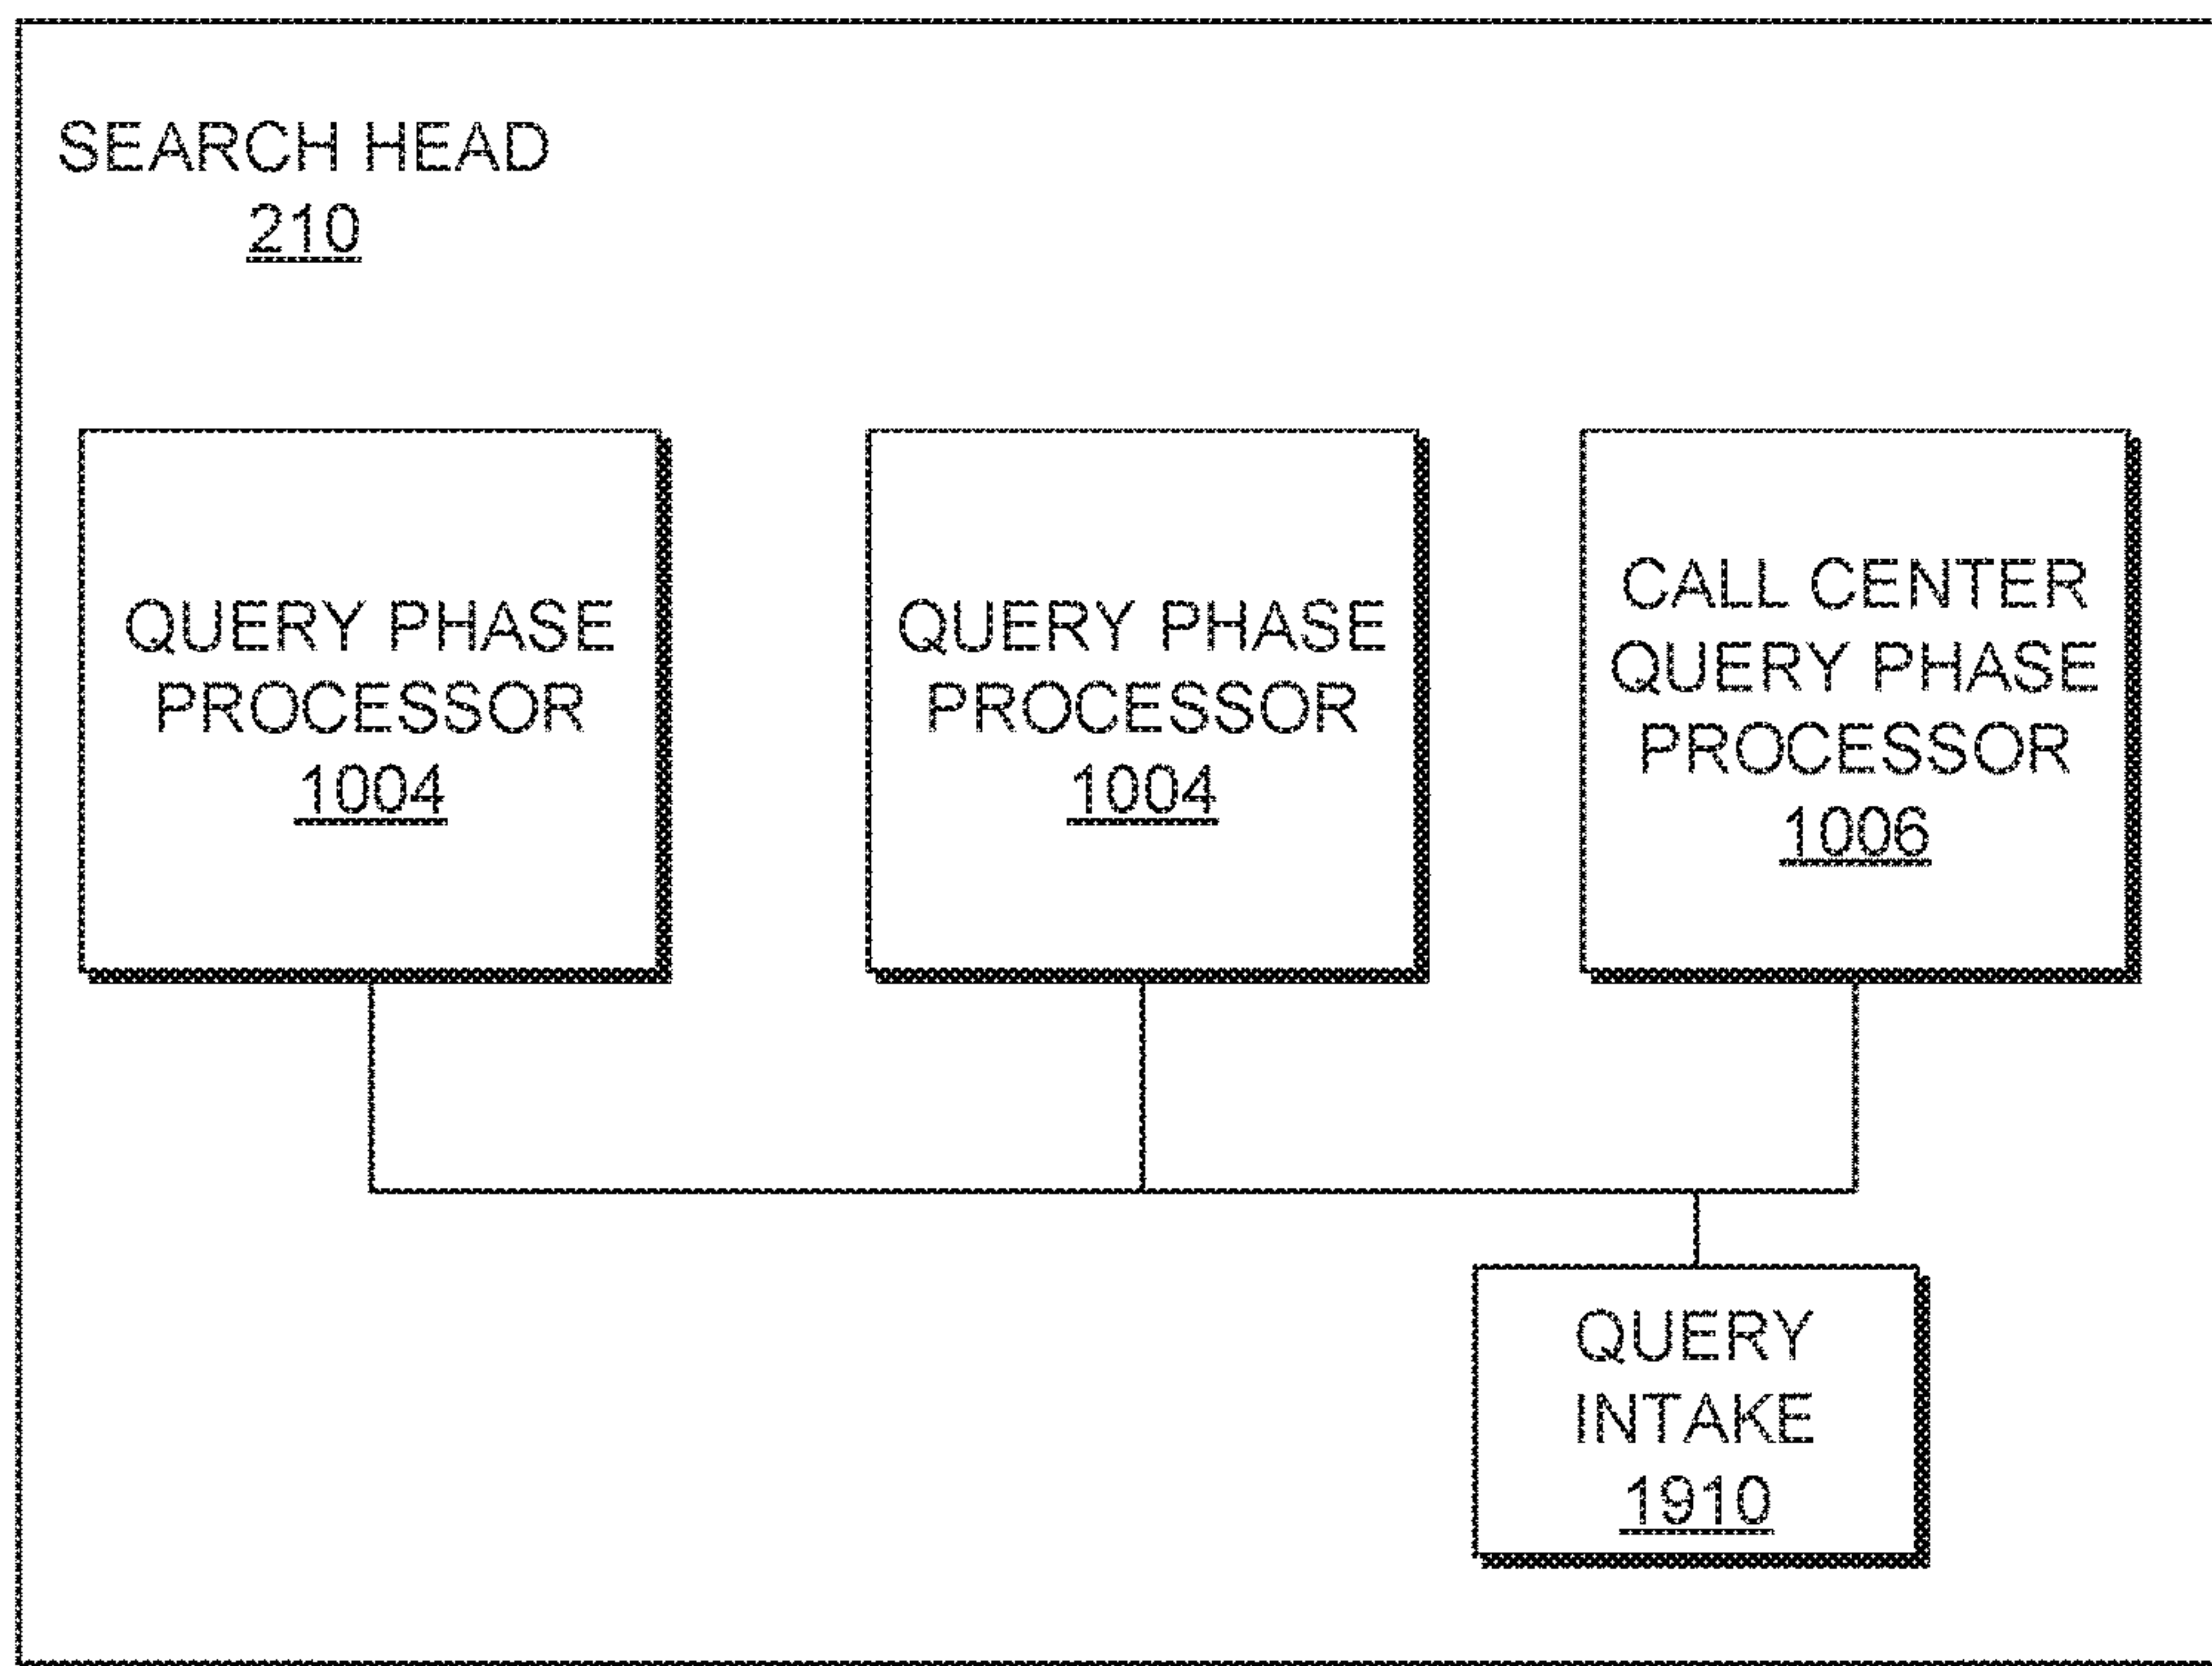 SEARCH HEAD
210
QUERY PHASE
PROCESSOR
1004
QUERY PHASE
PROCESSOR
1004
CALL CENTER
QUERY PHASE
PROCESSOR
1006
QUERY
INTAKE
1910